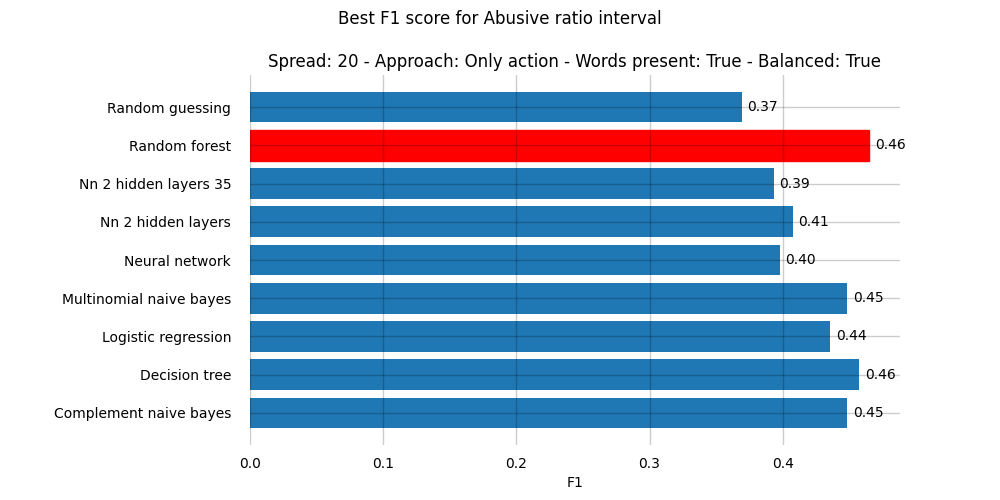 Best F1 score for Abusive ratio interval
Spread: 20 - Approach: Only action - Words present: True - Balanced: True
Random guessing 0.37
Random forest 0.46
Nn 2 hidden layers 35 0.39
Nn 2 hidden layers 0.41
Neural network 0.40
Multinomial naive bayes 0.45
Logistic regression 0.44
Decision tree 0.46
Complement naive bayes 0.45
0.0 0.1 0.2 0.3 0.4
F1